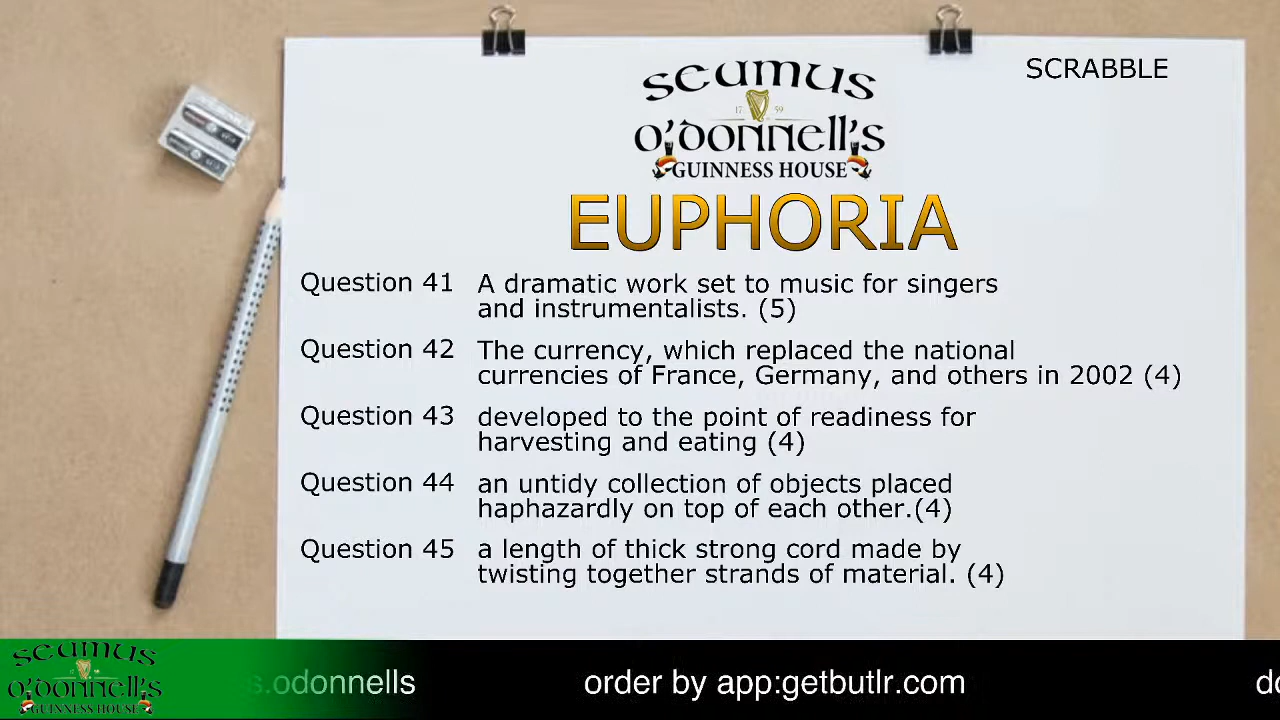 SCRABBLE
seamus
17 59
o'donnell's
GUINNESS HOUSE
EUPHORIA
Question 41 A dramatic work set to music for singers
and instrumentalists. (5)
Question 42 The currency, which replaced the national
currencies of France, Germany, and others in 2002 (4)
Question 43 developed to the point of readiness for
harvesting and eating (4)
Question 44 an untidy collection of objects placed
haphazardly on top of each other.(4)
Question 45 a length of thick strong cord made by
twisting together strands of material. (4)
seamus
o'donnell's
GUINNESS HOUSE
s.odonnells order by app:getbutlr.com do